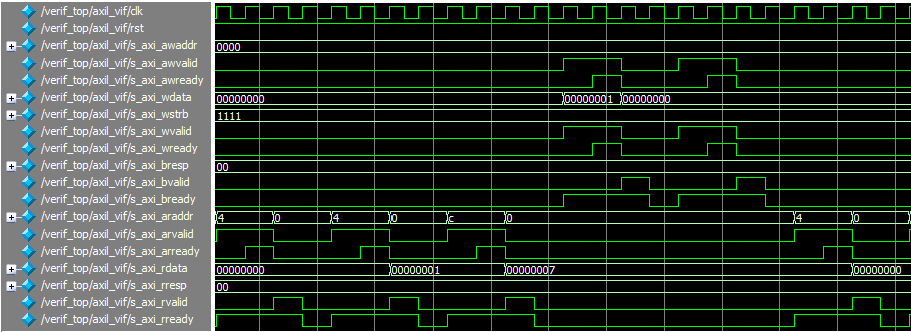 /verif_top/axil_vif/clk
/verif_top/axil_vif/rst
/verif_top/axil_vif/s_axi_awaddr 0000
/verif_top/axil_vif/s_axi_awvalid
/verif_top/axil_vif/s_axi_awready
/verif_top/axil_vif/s_axi_wdata 00000000 00000001 00000000
/verif_top/axil_vif/s_axi_wstrb 1111
/verif_top/axil_vif/s_axi_wvalid
/verif_top/axil_vif/s_axi_wready
/verif_top/axil_vif/s_axi_bresp 00
/verif_top/axil_vif/s_axi_bvalid
/verif_top/axil_vif/s_axi_bready
/verif_top/axil_vif/s_axi_araddr 4 0 4 0 c 0 4 0
/verif_top/axil_vif/s_axi_arvalid
/verif_top/axil_vif/s_axi_arready
/verif_top/axil_vif/s_axi_rdata 00000000 00000001 00000007 00000000
/verif_top/axil_vif/s_axi_rresp 00
/verif_top/axil_vif/s_axi_rvalid
/verif_top/axil_vif/s_axi_rready